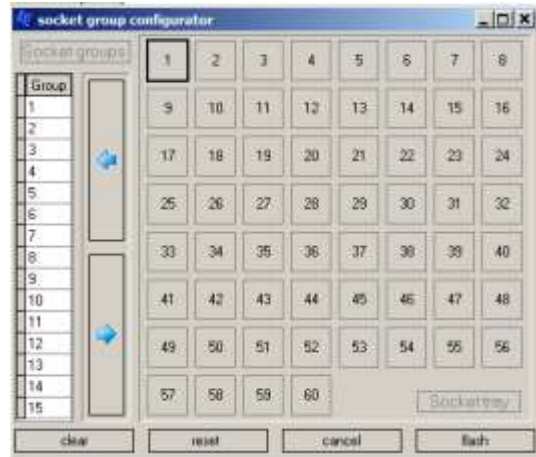 socket group configurator
Socket groups
Group
1
2
3
4
5
6
7
8
9
10
11
12
13
14
15
1 2 3 4 5 6 7 8
9 10 11 12 13 14 15 16
17 18 19 20 21 22 23 24
25 26 27 28 29 30 31 32
33 34 35 36 37 38 39 40
41 42 43 44 45 46 47 48
49 50 51 52 53 54 55 56
57 58 59 60
Socket tray
clear reset cancel flash